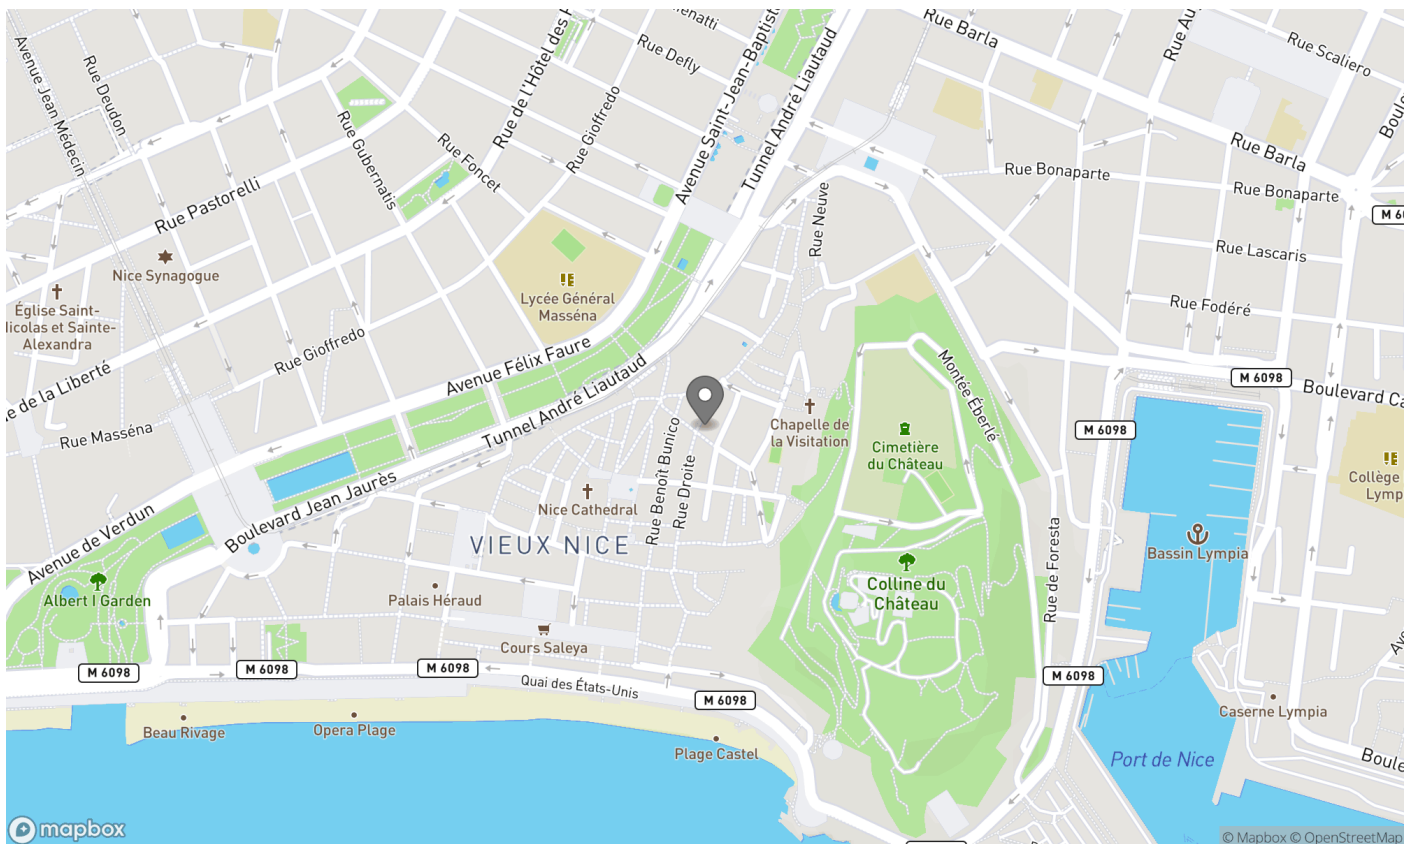 Rue Defly
Rue Barla
Rue Scaliero
Avenue Jean Médecin
Rue Deudon
Rue de l'Hôtel des
Rue Gioffredo
Avenue Saint-Jean-Baptiste
Tunnel André Liautaud
Rue Gubernatis
Rue Foncet
Rue Barla
Rue Bonaparte
Rue Bonaparte
Rue Pastorelli
Rue Neuve
Rue Lascaris
Nice Synagogue
Lycée Général
Masséna
Église Saint-
Nicolas et Sainte-
Alexandra
Rue Fodéré
Rue Gioffredo
Avenue Félix Faure
Tunnel André Liautaud
Montée Éberlé
M 6098
Boulevard
de la Liberté
Rue Masséna
Chapelle de
la Visitation
M 6098
Cimetière
du Château
Rue Benoît Bunico
Rue Droite
Collège
Nice Cathedral
Boulevard Jean Jaurès
Avenue de Verdun
VIEUX NICE
Bassin Lympia
Rue de Foresta
Colline du
Château
Albert I Garden
Palais Héraud
Cours Saleya
M 6098
M 6098
M 6098
M 6098
M 6098
Quai des États-Unis
Caserne Lympia
Beau Rivage
Opera Plage
Plage Castel
Port de Nice
mapbox
© Mapbox © OpenStreetMap